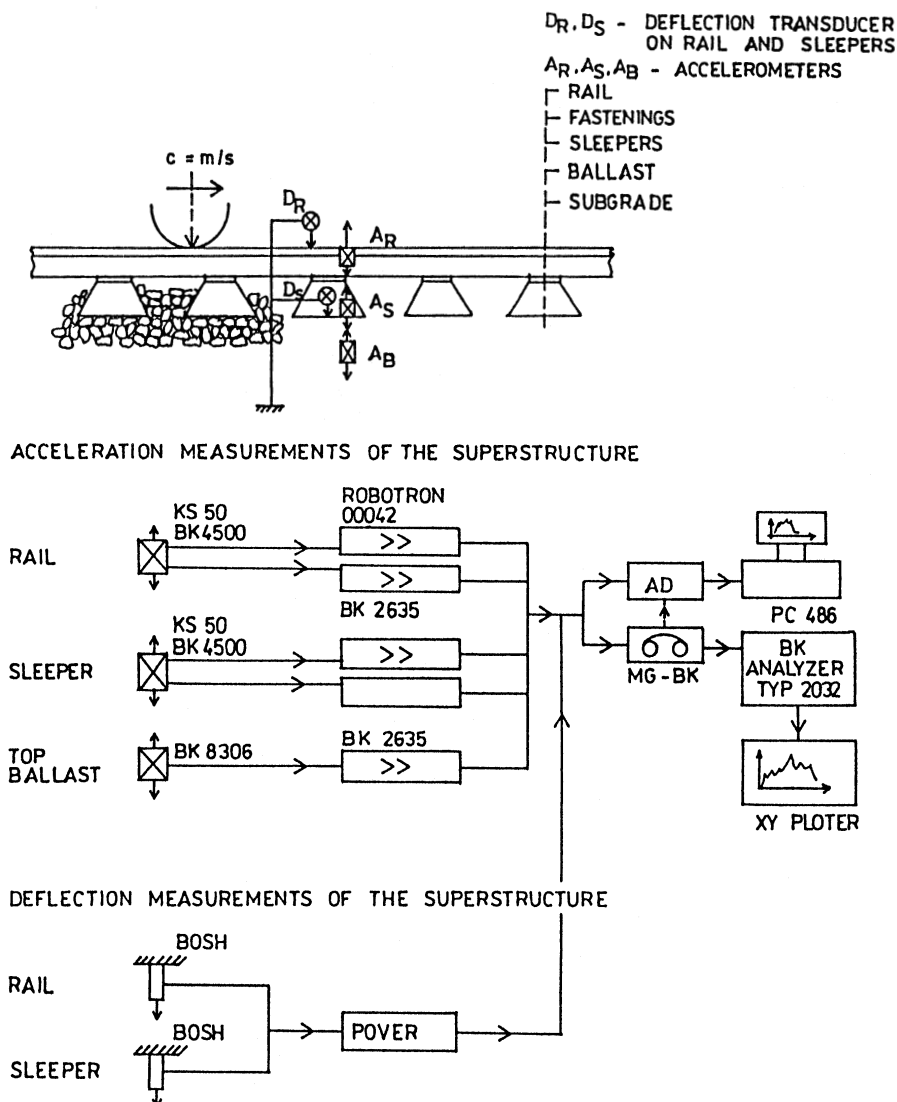 DR, DS - DEFLECTION TRANSDUCER
ON RAIL AND SLEEPERS
AR, AS, AB - ACCELEROMETERS
RAIL
FASTENINGS
SLEEPERS
BALLAST
SUBGRADE
c = m/s
DR
AR
DS
AS
AB
ACCELERATION MEASUREMENTS OF THE SUPERSTRUCTURE
RAIL
KS 50
BK 4500
ROBOTRON
00042
>>
>>
BK 2635
SLEEPER
KS 50
BK 4500
>>
TOP
BALLAST
BK 8306
BK 2635
>>
AD
PC 486
MG-BK
BK
ANALYZER
TYP 2032
XY PLOTER
DEFLECTION MEASUREMENTS OF THE SUPERSTRUCTURE
RAIL
BOSH
SLEEPER
BOSH
POVER